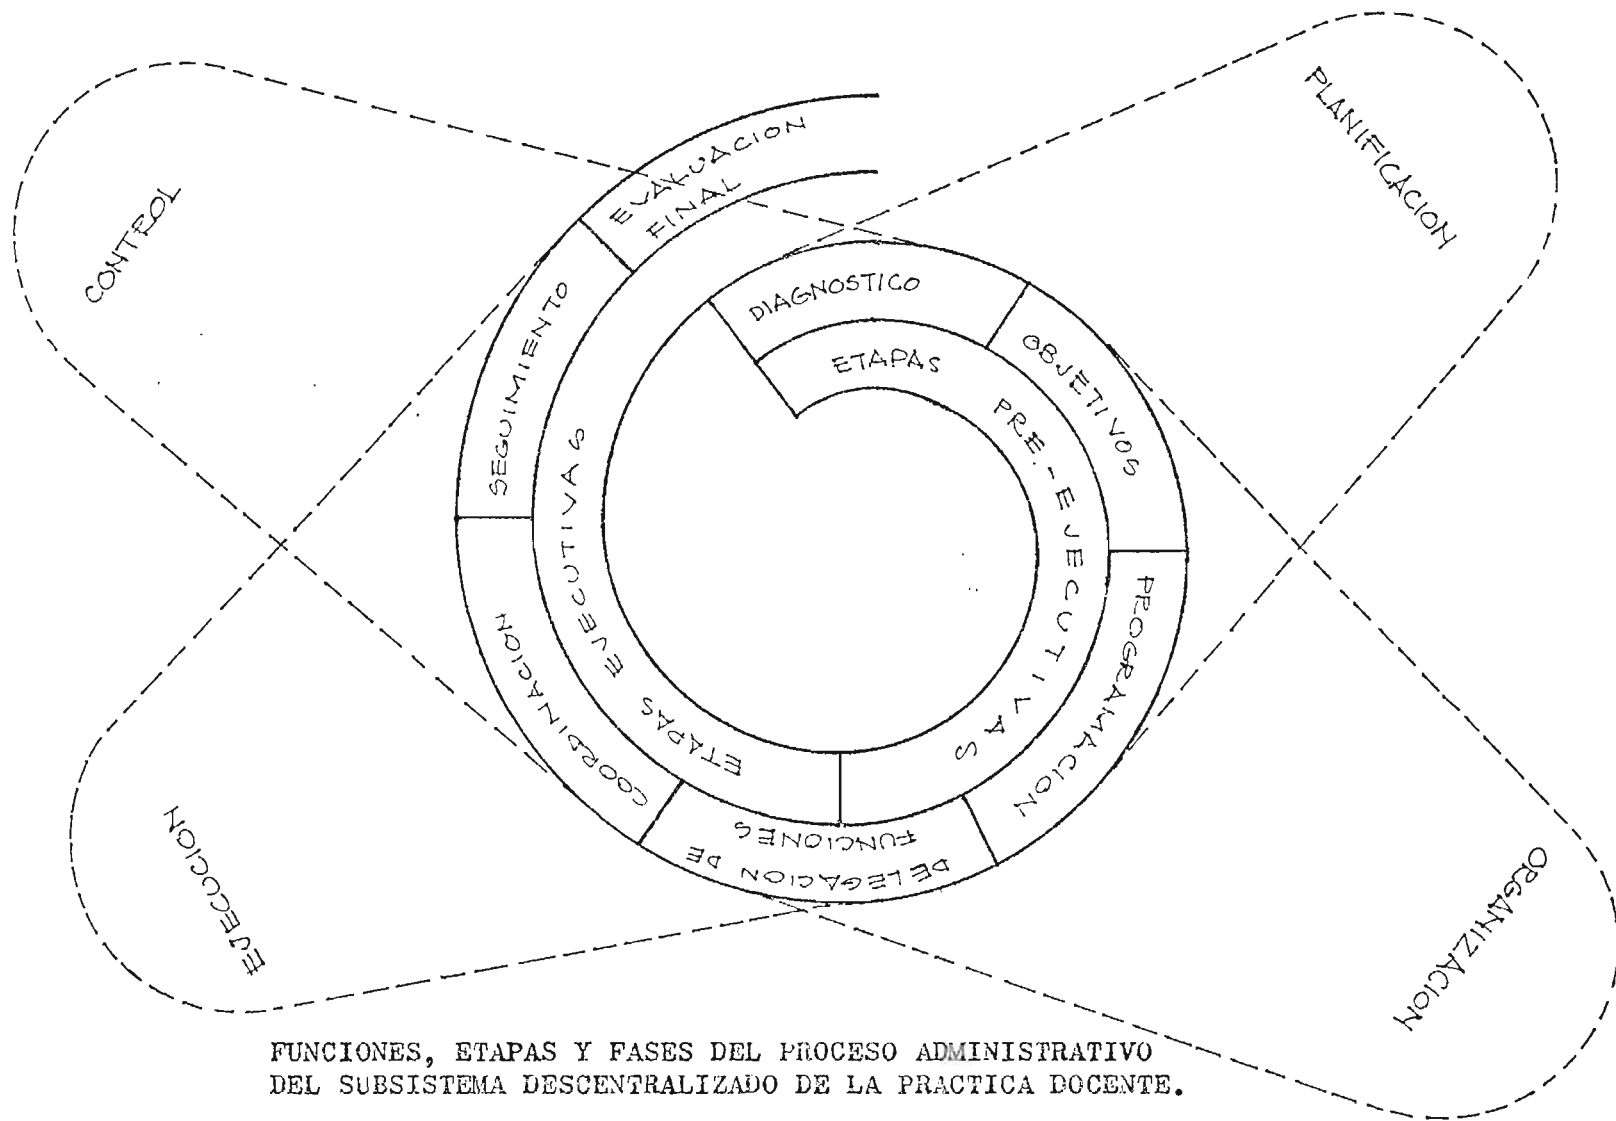 PLANIFICACION
CONTROL
EVALUACION
FINAL
DIAGNOSTICO
OBJETIVOS
ETAPAS PRE.-EJECUTIVAS
SEGUIMIENTO
PROGRAMACION
ETAPAS EJECUTIVAS
COORDINACION
DELEGACION DE
FUNCIONES
EJECUCION
ORGANIZACION
FUNCIONES, ETAPAS Y FASES DEL PROCESO ADMINISTRATIVO
DEL SUBSISTEMA DESCENTRALIZADO DE LA PRACTICA DOCENTE.